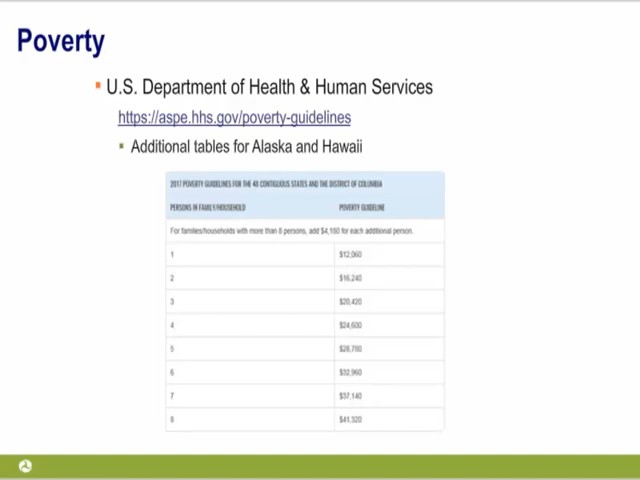 Poverty
U.S. Department of Health & Human Services
https://aspe.hhs.gov/poverty-guidelines
Additional tables for Alaska and Hawaii
2017 POVERTY GUIDELINES FOR THE 48 CONTIGUOUS STATES AND THE DISTRICT OF COLUMBIA
PERSONS IN FAMILY/HOUSEHOLD POVERTY GUIDELINE
For families/households with more than 8 persons, add $4,180 for each additional person.
1 $12,060
2 $16,240
3 $20,420
4 $24,600
5 $28,780
6 $32,960
7 $37,140
8 $41,320